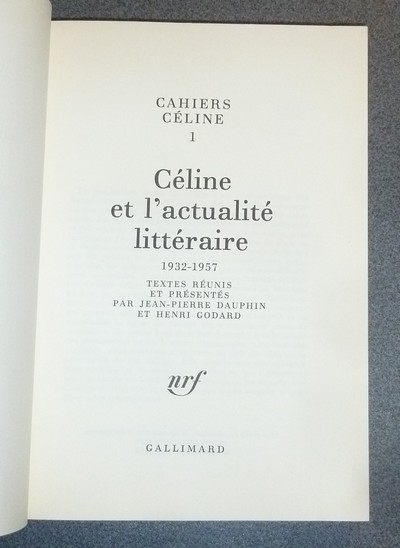 CAHIERS
CÉLINE
1
Céline
et l'actualité
littéraire
1932-1957
TEXTES RÉUNIS
ET PRÉSENTÉS
PAR JEAN-PIERRE DAUPHIN
ET HENRI GODARD
nrf
GALLIMARD